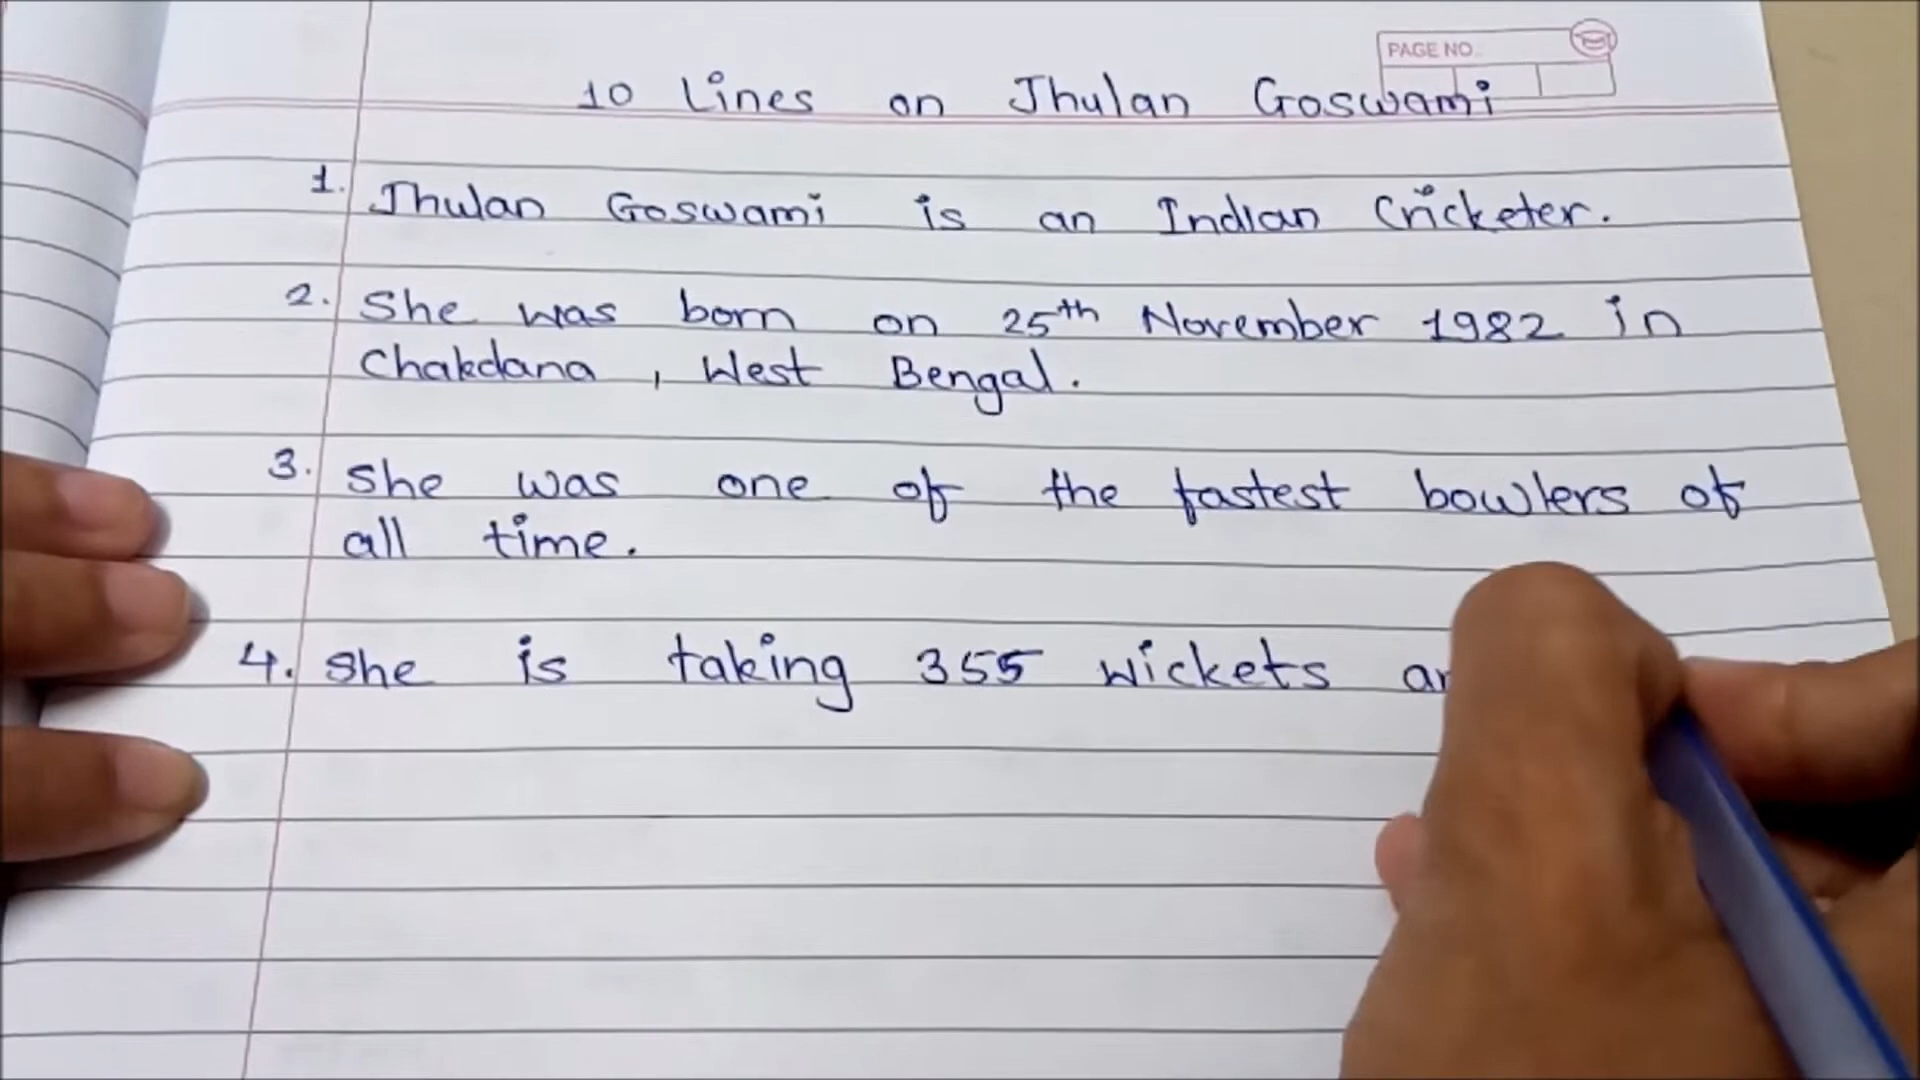 PAGE NO.
10 Lines on Jhulan Goswami
1. Jhulan Goswami is an Indian Cricketer.
2. She was born on 25th November 1982 in
Chakdana, West Bengal.
3. She was one of the fastest bowlers of
all time.
4. She is taking 355 wickets